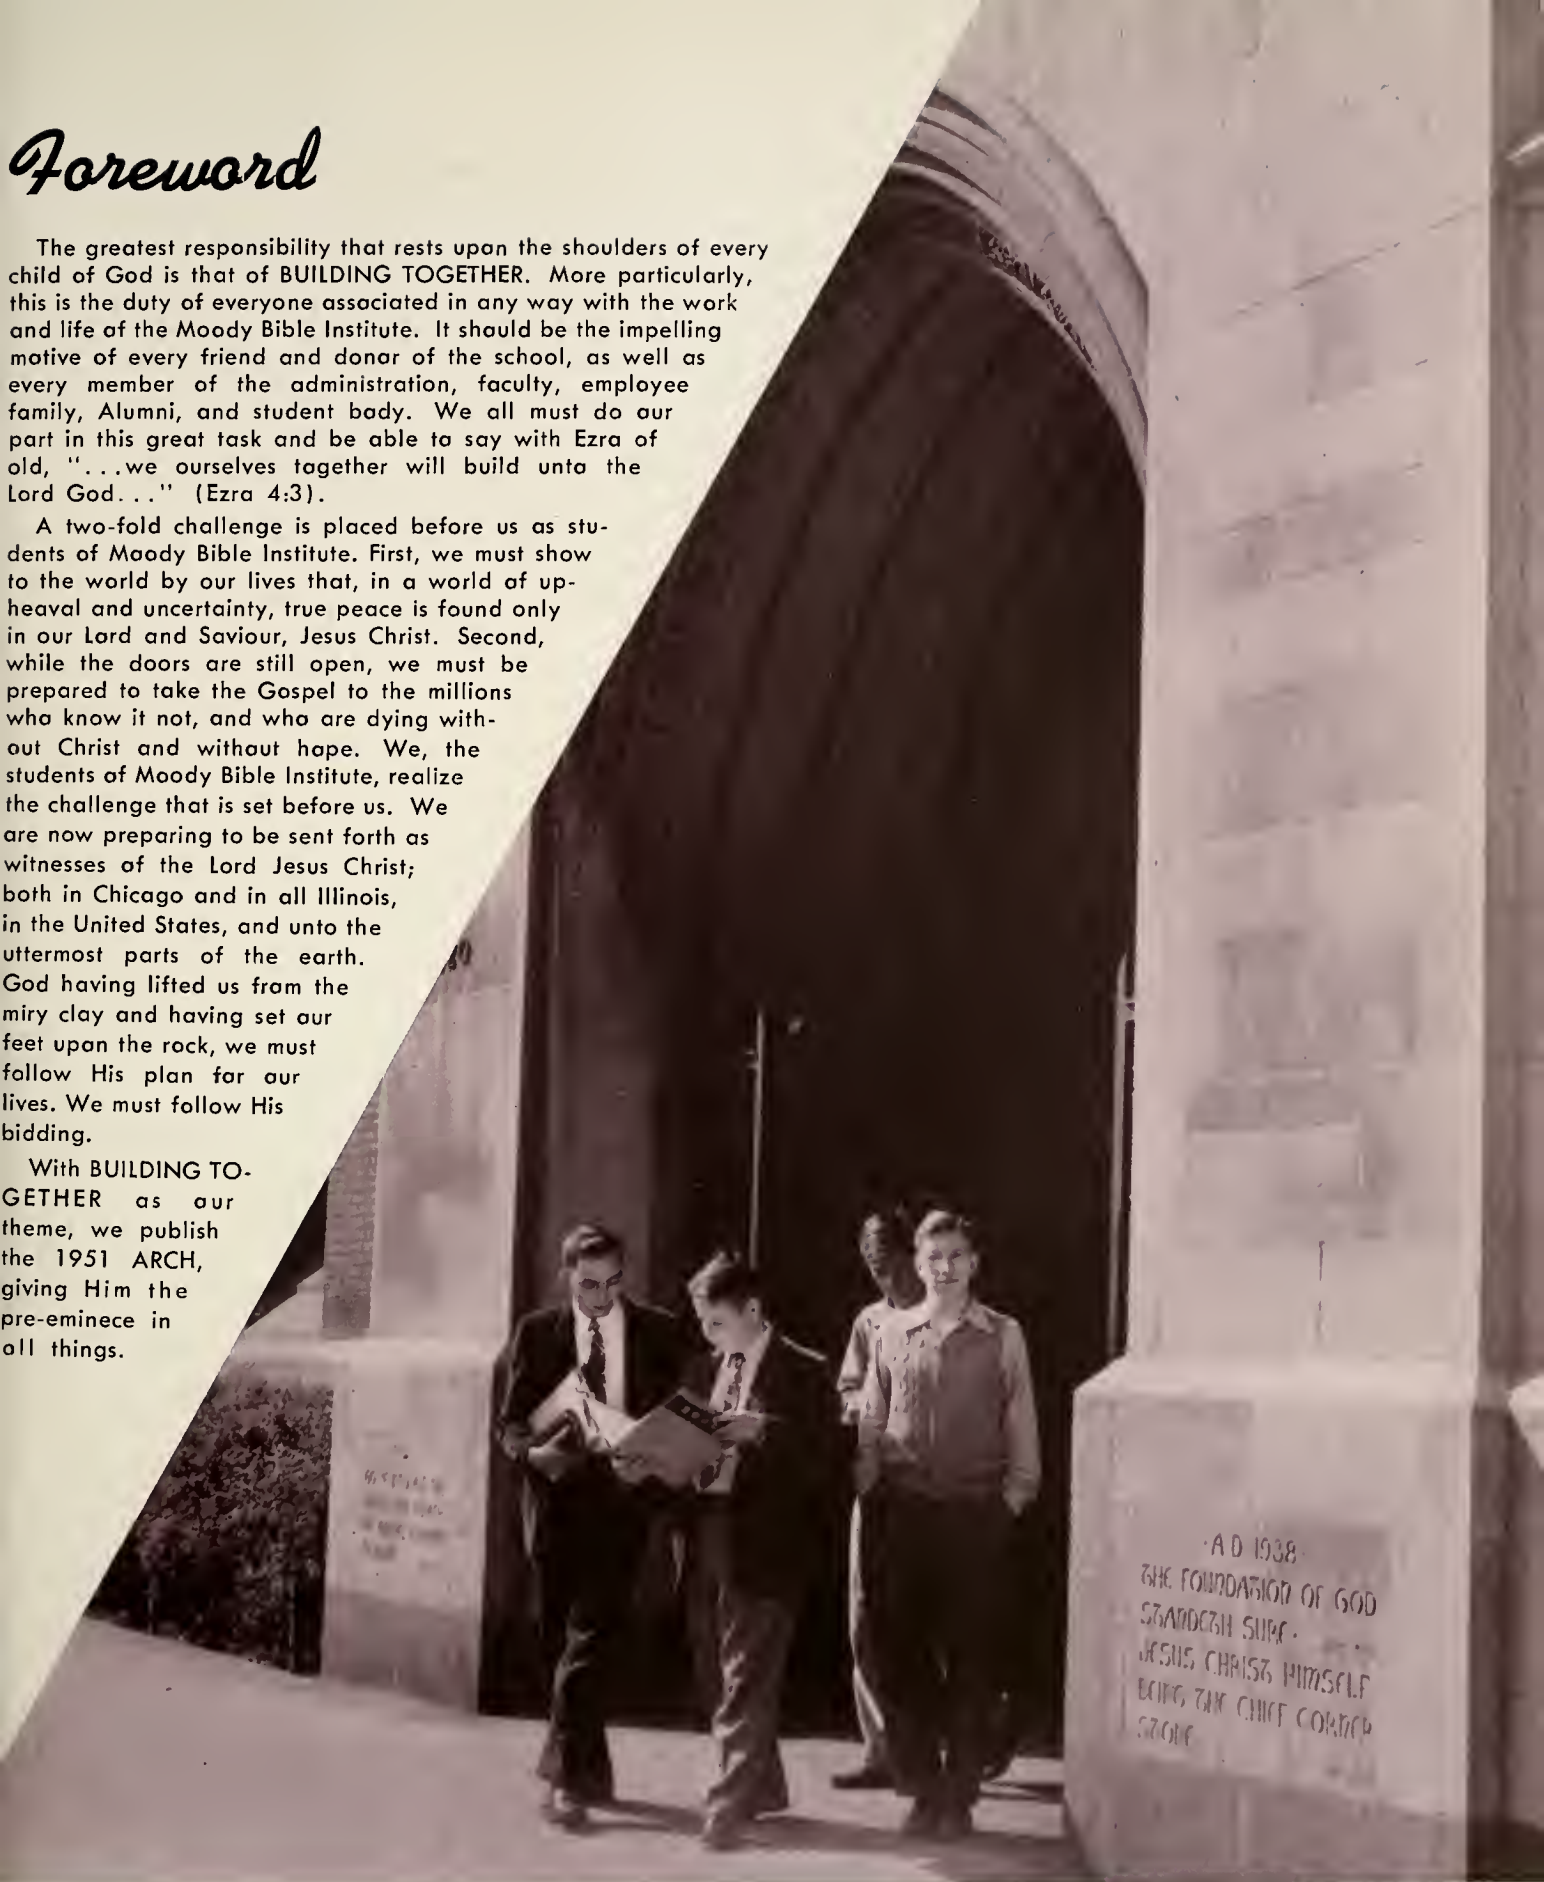 Foreword
The greatest responsibility that rests upon the shoulders of every
child of God is that of BUILDING TOGETHER. More particularly,
this is the duty of everyone associated in any way with the work
and life of the Moody Bible Institute. It should be the impelling
motive of every friend and donor of the school, as well as
every member of the administration, faculty, employee
family, Alumni, and student body. We all must do our
part in this great task and be able to say with Ezra of
old, "...we ourselves together will build unto the
Lord God..." (Ezra 4:3).
A two-fold challenge is placed before us as stu-
dents of Moody Bible Institute. First, we must show
to the world by our lives that, in a world of up-
heaval and uncertainty, true peace is found only
in our Lord and Saviour, Jesus Christ. Second,
while the doors are still open, we must be
prepared to take the Gospel to the millions
who know it not, and who are dying with-
out Christ and without hope. We, the
students of Moody Bible Institute, realize
the challenge that is set before us. We
are now preparing to be sent forth as
witnesses of the Lord Jesus Christ;
both in Chicago and in all Illinois,
in the United States, and unto the
uttermost parts of the earth.
God having lifted us from the
miry clay and having set our
feet upon the rock, we must
follow His plan for our
lives. We must follow His
bidding.
With BUILDING TO-
GETHER as our
theme, we publish
the 1951 ARCH,
giving Him the
pre-eminece in
all things.
·A D 1938·
THE FOUNDATION OF GOD
STANDETH SURE·
JESUS CHRIST HIMSELF
BEING THE CHIEF CORNER
STONE